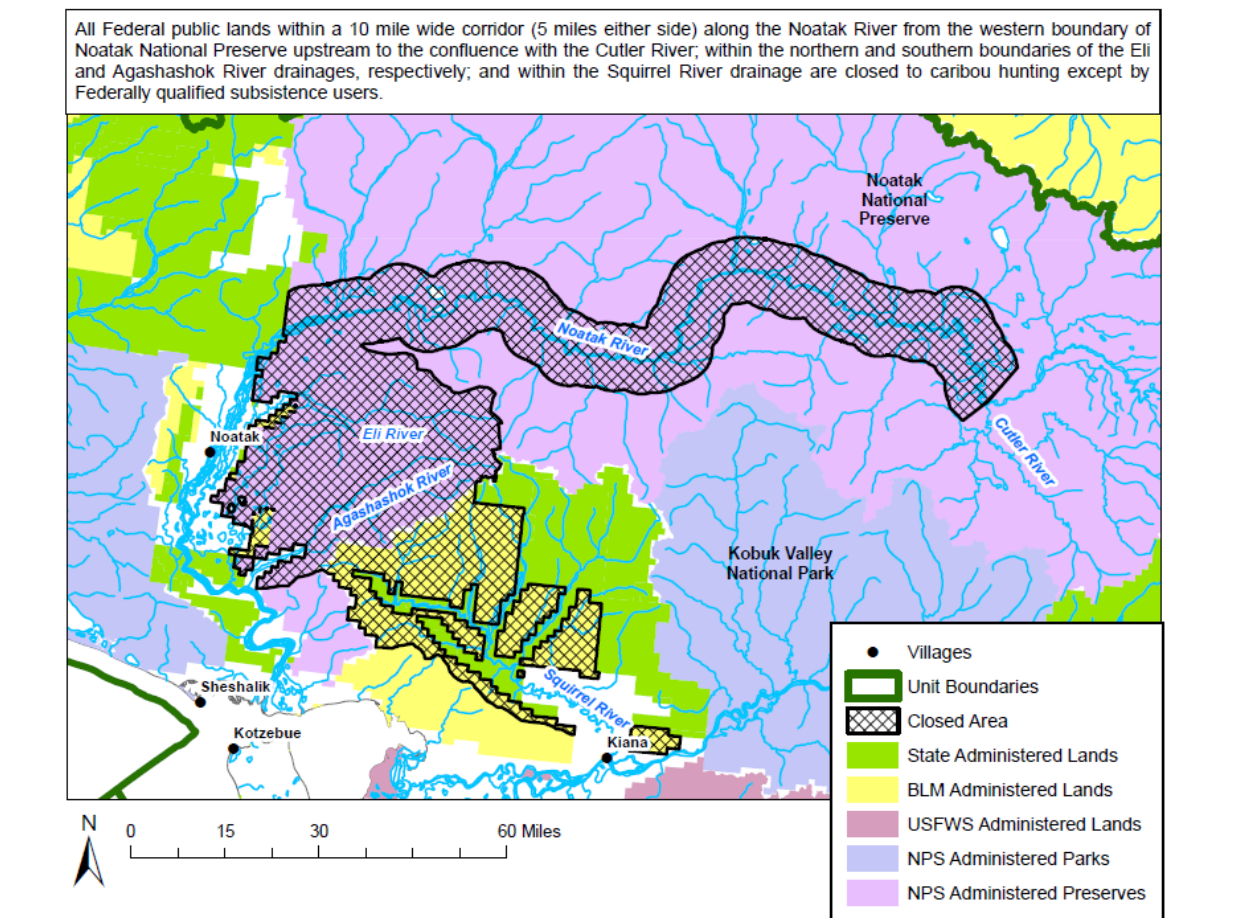 All Federal public lands within a 10 mile wide corridor (5 miles either side) along the Noatak River from the western boundary of
Noatak National Preserve upstream to the confluence with the Cutler River; within the northern and southern boundaries of the Eli
and Agashashok River drainages, respectively; and within the Squirrel River drainage are closed to caribou hunting except by
Federally qualified subsistence users.
Noatak
National
Preserve
Noatak River
Eli River
Noatak
Cutler River
Agashashok River
Kobuk Valley
National Park
Squirrel River
Sheshalik
Kotzebue
Kiana
Villages
Unit Boundaries
Closed Area
State Administered Lands
BLM Administered Lands
USFWS Administered Lands
NPS Administered Parks
NPS Administered Preserves
N
0 15 30 60 Miles